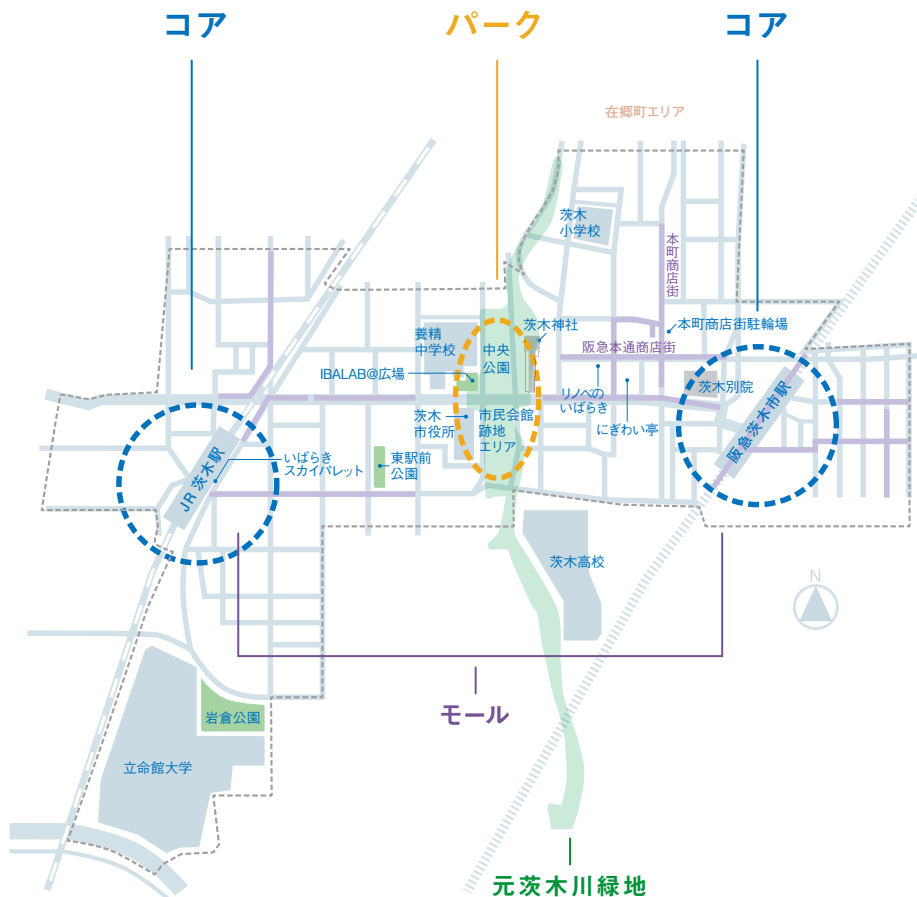 コア
パーク
コア
在郷町エリア
茨木
小学校
本町商店街
本町商店街駐輪場
茨木神社
阪急本通商店街
養精
中学校
中央
公園
IBALAB@広場
リノベの
いばらき
にぎわい亭
茨木別院
阪急茨木市駅
茨木
市役所
市民会館
跡地
エリア
東駅前
公園
いばらき
スカイパレット
JR 茨木駅
茨木高校
N
モール
岩倉公園
立命館大学
元茨木川緑地